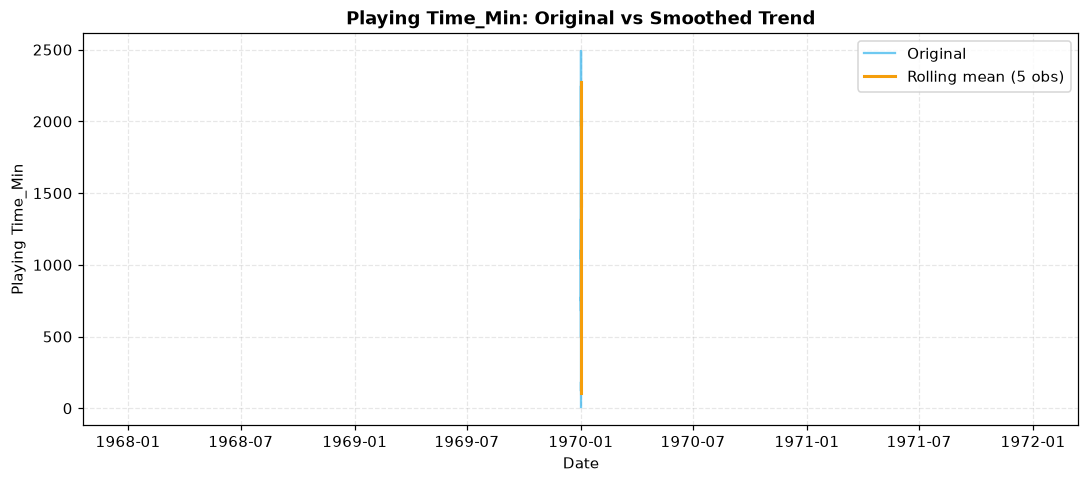 Playing Time_Min: Original vs Smoothed Trend
Original
Rolling mean (5 obs)
Playing Time_Min
2500
2000
1500
1000
500
0
1968-01 1968-07 1969-01 1969-07 1970-01 1970-07 1971-01 1971-07 1972-01
Date